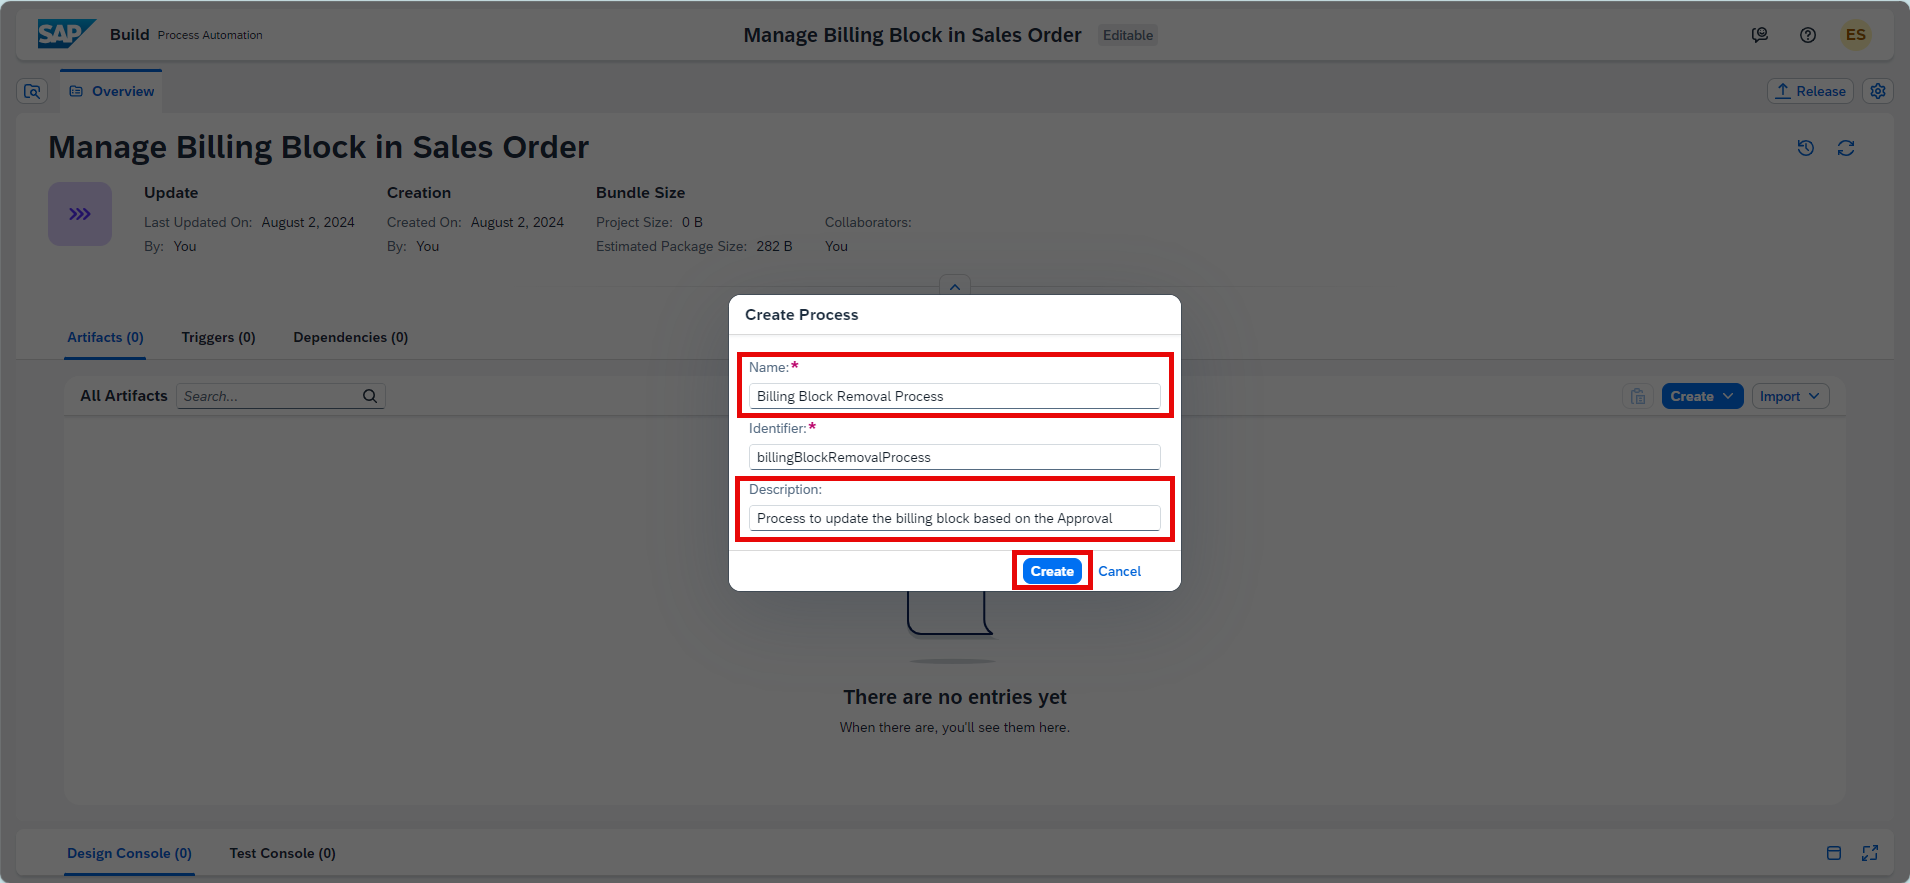 SAP Build Process Automation
Manage Billing Block in Sales Order Editable
ES
Overview
Release
Manage Billing Block in Sales Order
Update
Last Updated On: August 2, 2024
By: You
Creation
Created On: August 2, 2024
By: You
Bundle Size
Project Size: 0 B
Estimated Package Size: 282 B
Collaborators:
You
Artifacts (0) Triggers (0) Dependencies (0)
All Artifacts Search...
Create Import
Create Process
Name:*
Billing Block Removal Process
Identifier:*
billingBlockRemovalProcess
Description:
Process to update the billing block based on the Approval
Create Cancel
There are no entries yet
When there are, you'll see them here.
Design Console (0) Test Console (0)